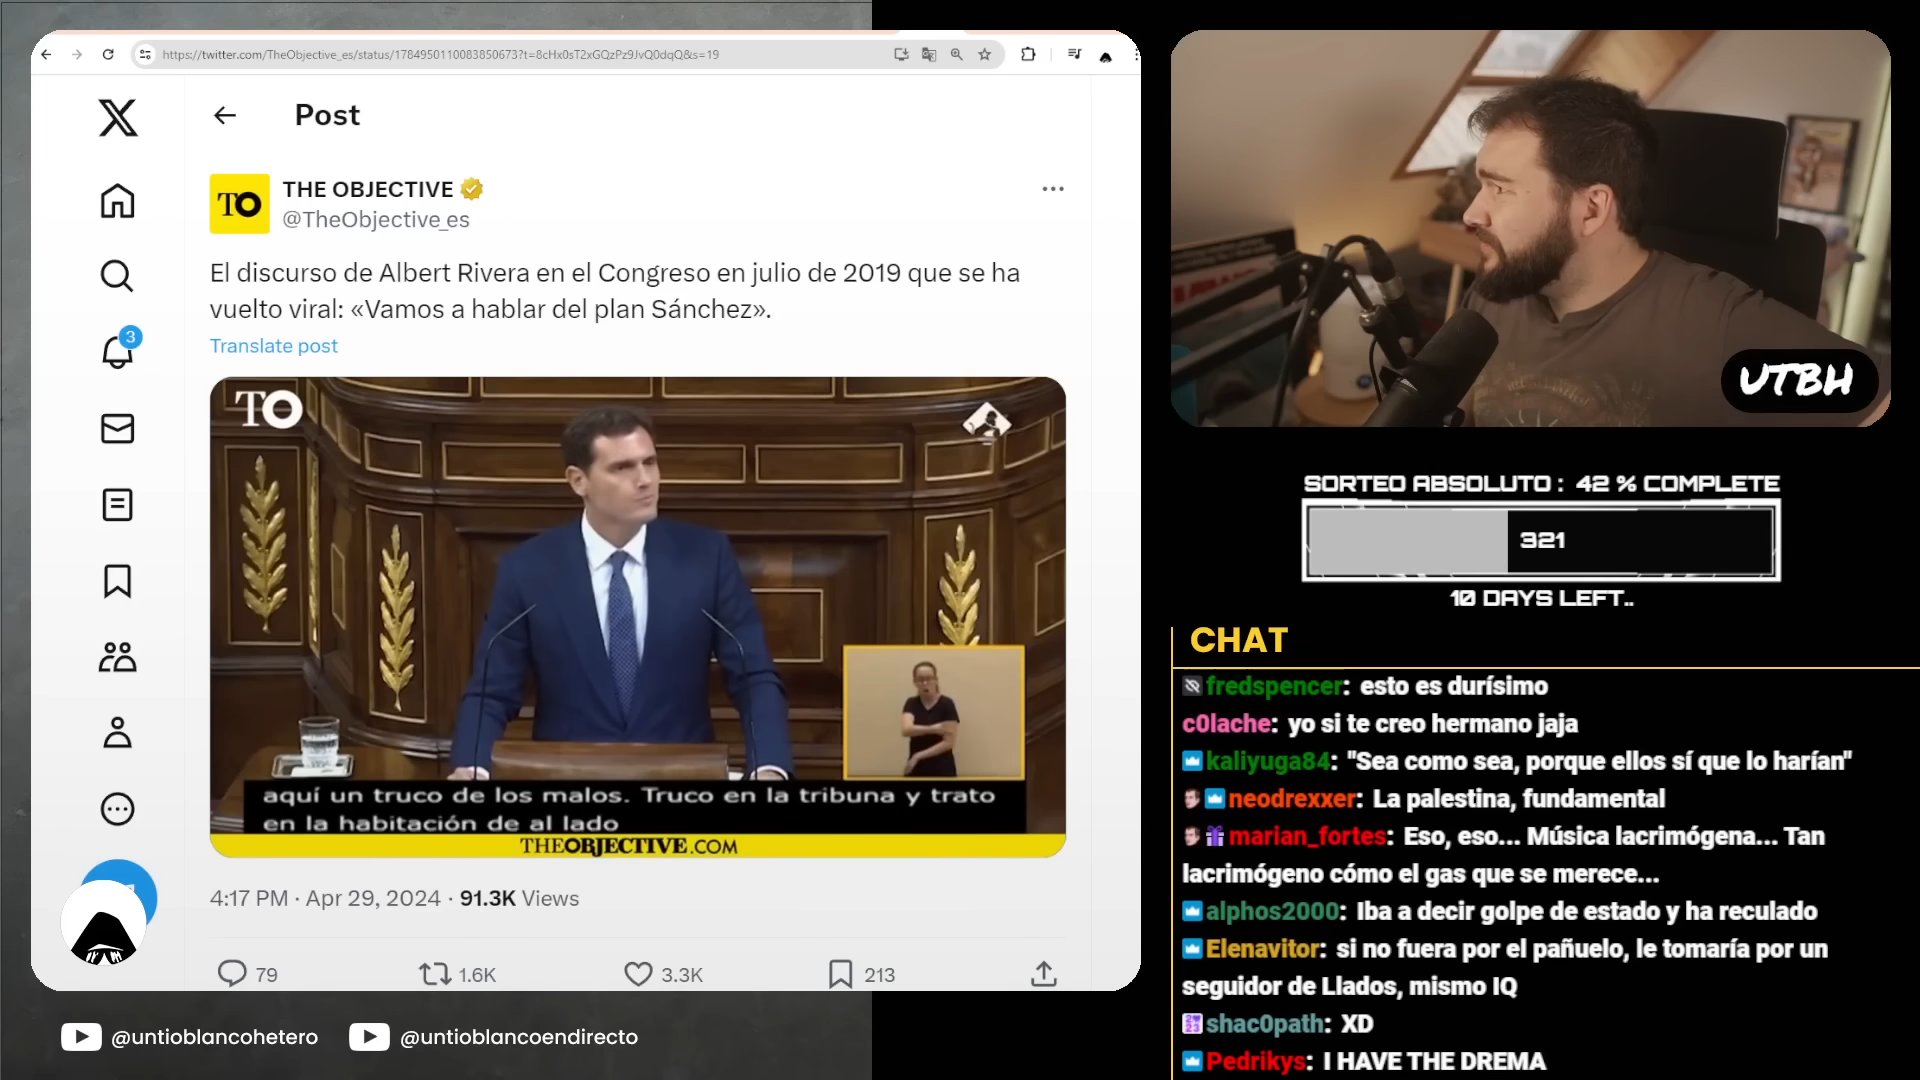 https://twitter.com/TheObjective_es/status/1784950110083850673?t=8cHx0sT2xGQzPz9JvQ0dqQ&s=19
Post
TO
THE OBJECTIVE
@TheObjective_es
3
El discurso de Albert Rivera en el Congreso en julio de 2019 que se ha
vuelto viral: «Vamos a hablar del plan Sánchez».
Translate post
TO
aquí un truco de los malos. Truco en la tribuna y trato
en la habitación de al lado
THEOBJECTIVE.COM
4:17 PM · Apr 29, 2024 · 91.3K Views
79
1.6K
3.3K
213
@untioblancohetero
@untioblancoendirecto
UTBH
SORTEO ABSOLUTO : 42 % COMPLETE
321
10 DAYS LEFT..
CHAT
fredspencer: esto es durísimo
c0lache: yo si te creo hermano jaja
kaliyuga84: "Sea como sea, porque ellos sí que lo harían"
neodrexxer: La palestina, fundamental
marian_fortes: Eso, eso... Música lacrimógena... Tan
lacrimógeno cómo el gas que se merece...
alphos2000: Iba a decir golpe de estado y ha reculado
Elenavitor: si no fuera por el pañuelo, le tomaría por un
seguidor de Llados, mismo IQ
shac0path: XD
Pedrikys: I HAVE THE DREMA